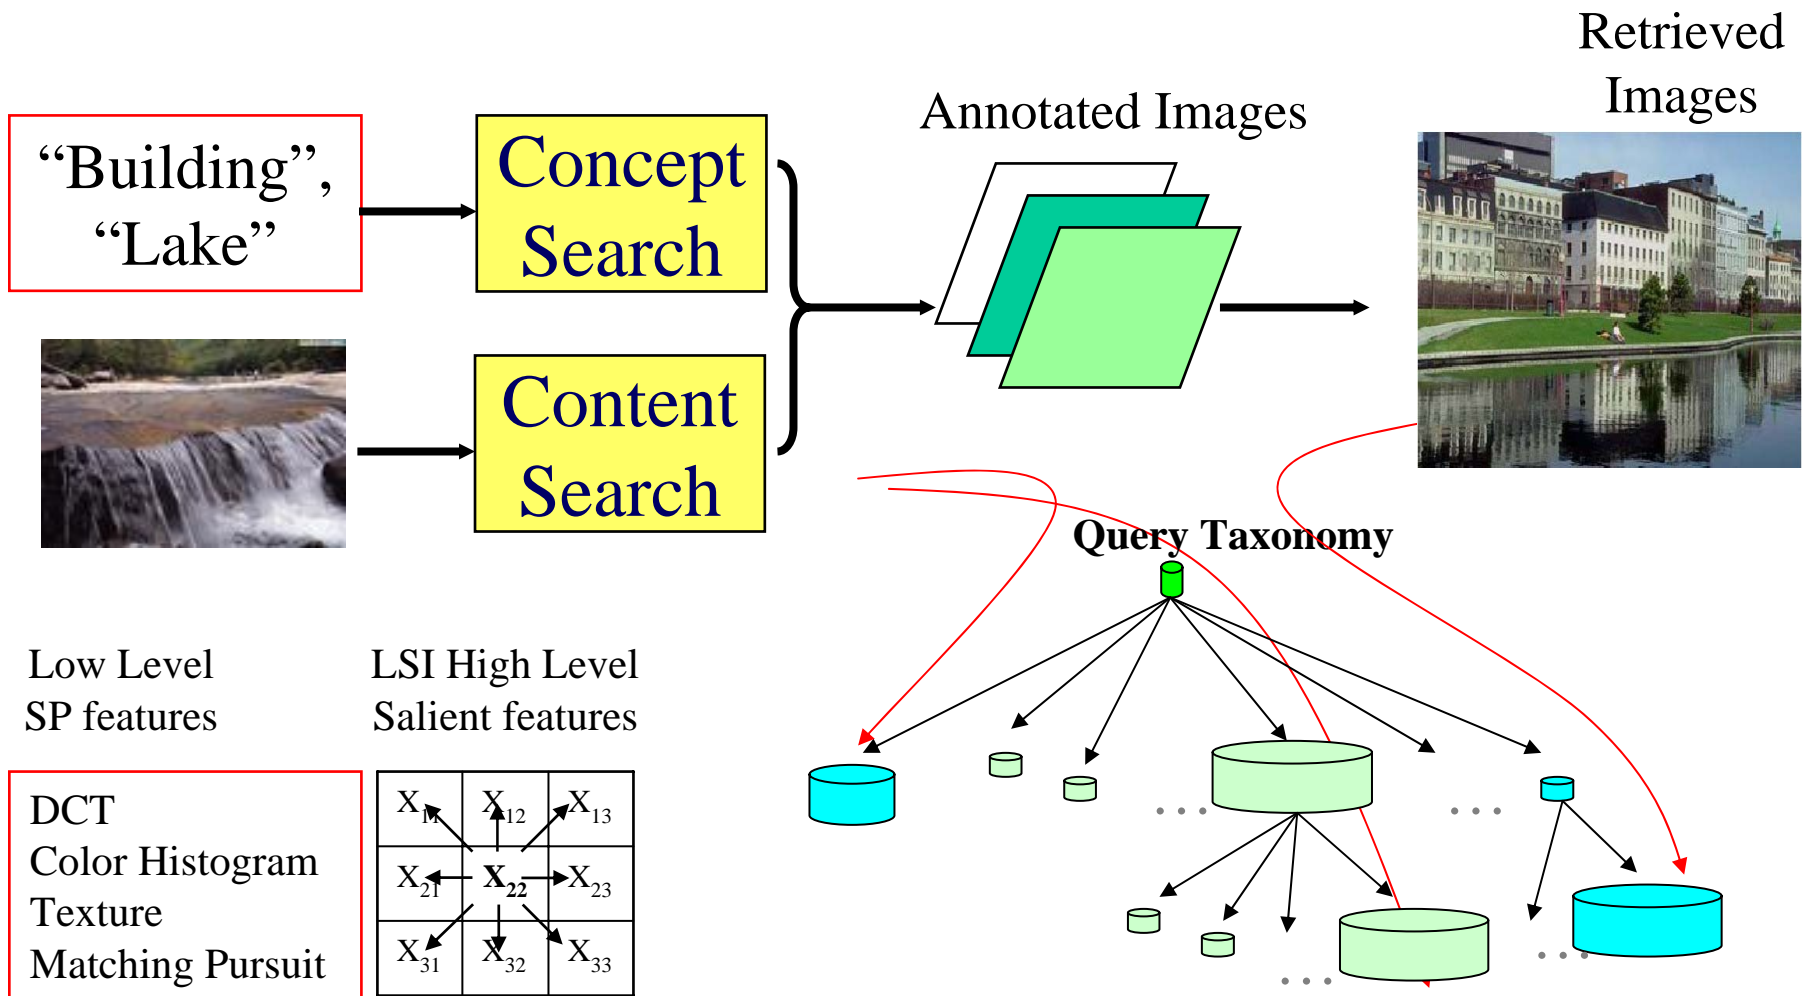 Retrieved
Images
Annotated Images
“Building”,
“Lake”
Concept
Search
Content
Search
Query Taxonomy
Low Level
SP features
LSI High Level
Salient features
DCT
Color Histogram
Texture
Matching Pursuit
X11 X12 X13
X21 X22 X23
X31 X32 X33
. . .
. . .
. . .
. . .